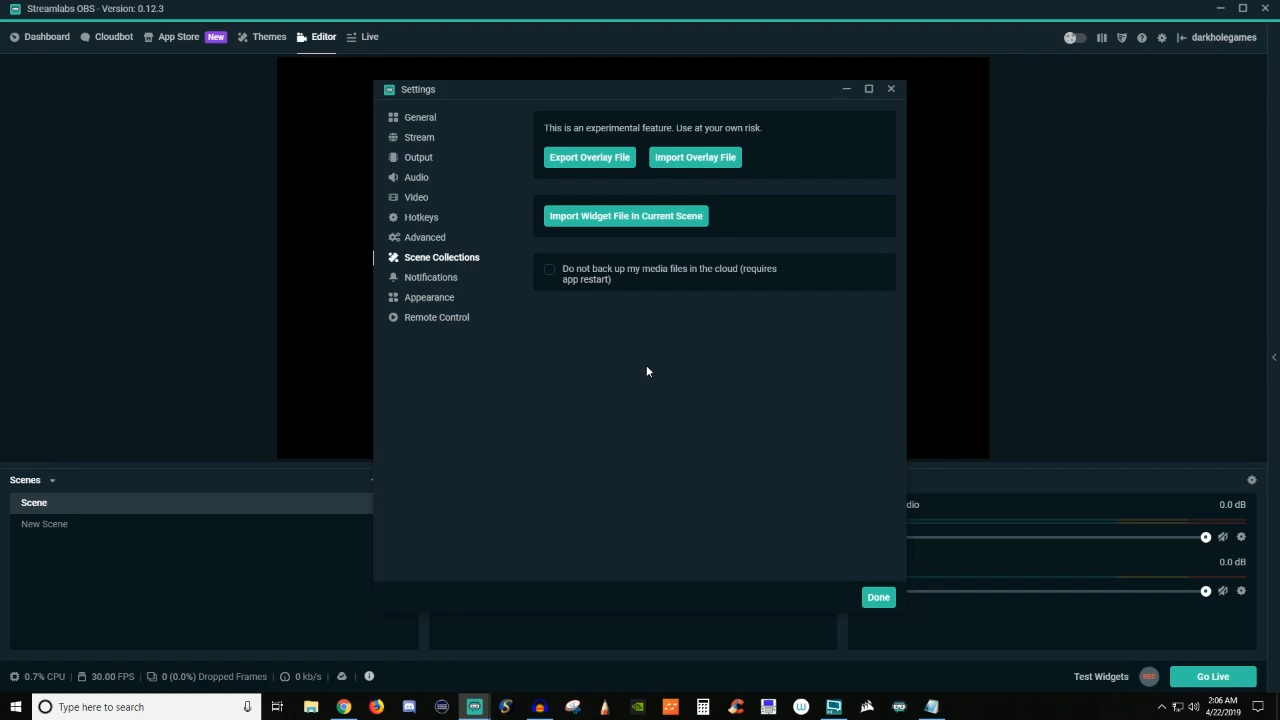 Streamlabs OBS - Version: 0.12.3
Dashboard Cloudbot App Store New Themes Editor Live darkholegames
Settings
General
Stream
Output
Audio
Video
Hotkeys
Advanced
Scene Collections
Notifications
Appearance
Remote Control
This is an experimental feature. Use at your own risk.
Export Overlay File Import Overlay File
Import Widget File In Current Scene
Do not back up my media files in the cloud (requires
app restart)
Done
Scenes
Scene
New Scene
dio 0.0 dB
0.0 dB
0.7% CPU 30.00 FPS 0 (0.0%) Dropped Frames 0 kb/s Test Widgets REC Go Live
Type here to search
2:06 AM
4/22/2019